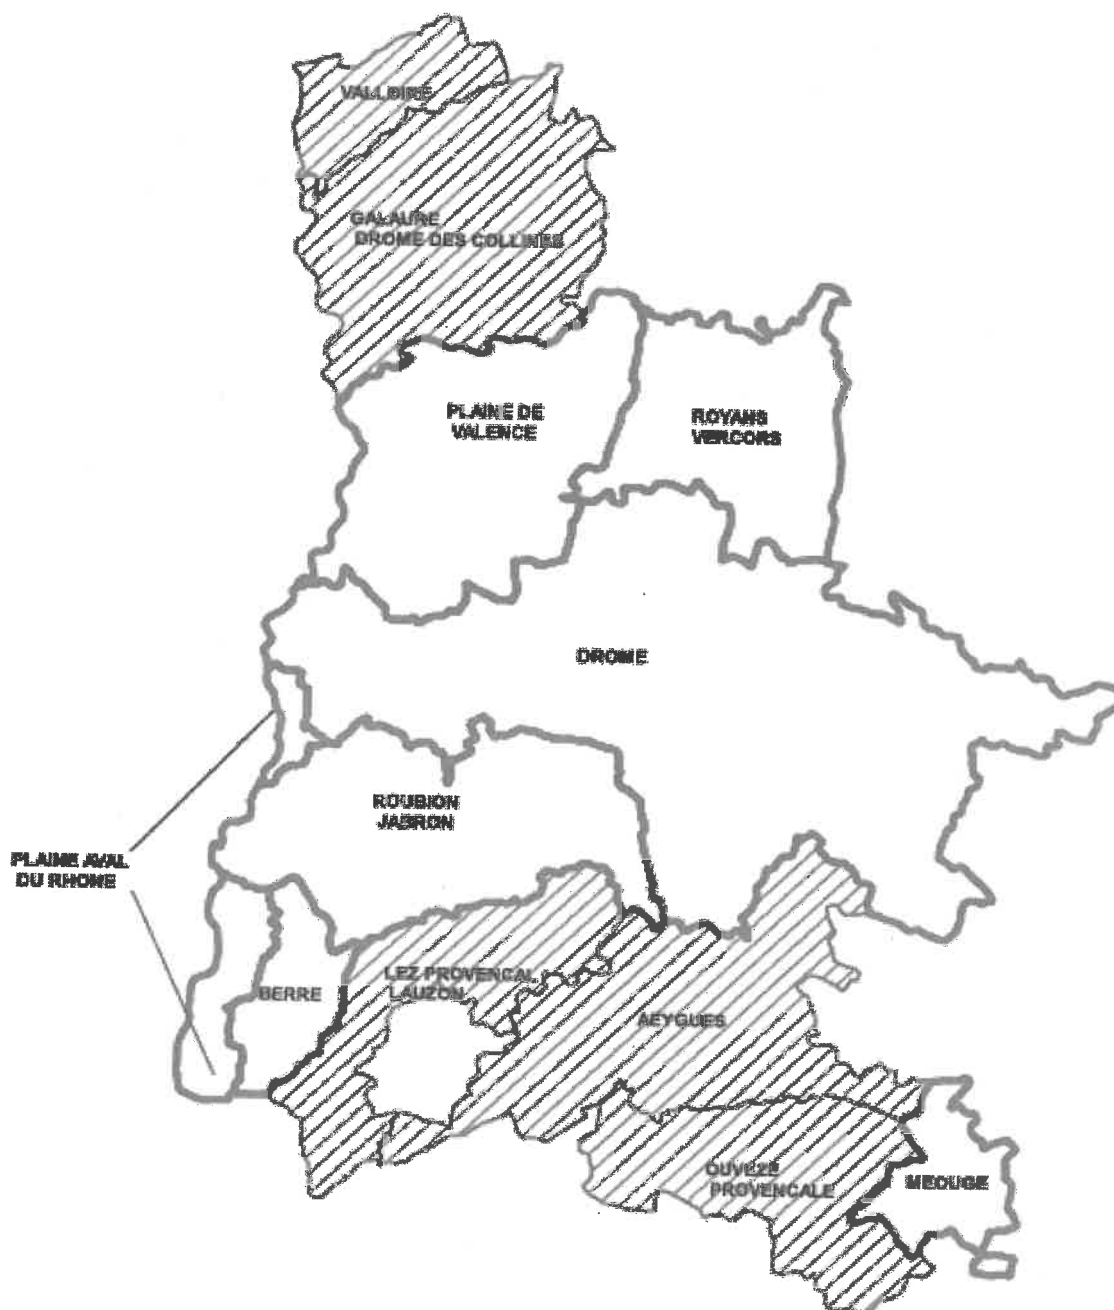 VALLOIRE
GALAURE
DROME DES COLLINES
PLAINE DE
VALENCE
ROYANS
VERCORS
DROME
ROUBION
JABRON
PLAINE AVAL
DU RHONE
LEZ PROVENCAL
LAUZON
BERRE
AEYGUES
OUVEZE
PROVENCALE
MEOUGE